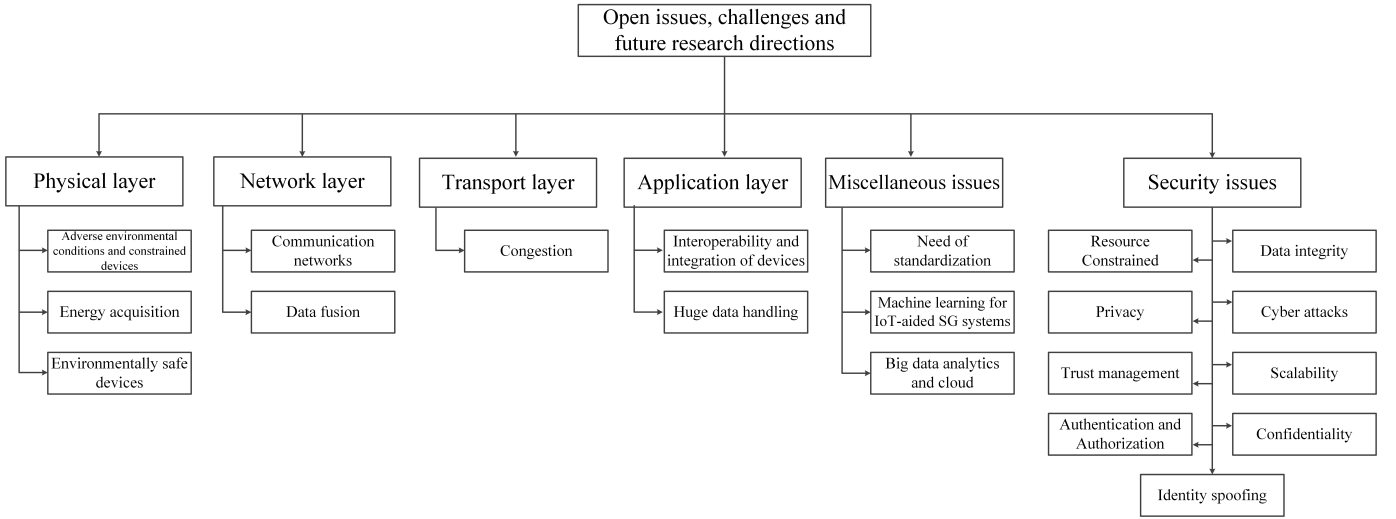 Open issues, challenges and
future research directions
Physical layer
Adverse environmental
conditions and constrained
devices
Energy acquisition
Environmentally safe
devices
Network layer
Communication
networks
Data fusion
Transport layer
Congestion
Application layer
Interoperability and
integration of devices
Huge data handling
Miscellaneous issues
Need of
standardization
Machine learning for
IoT-aided SG systems
Big data analytics
and cloud
Security issues
Resource
Constrained
Data integrity
Privacy
Cyber attacks
Trust management
Scalability
Authentication and
Authorization
Confidentiality
Identity spoofing